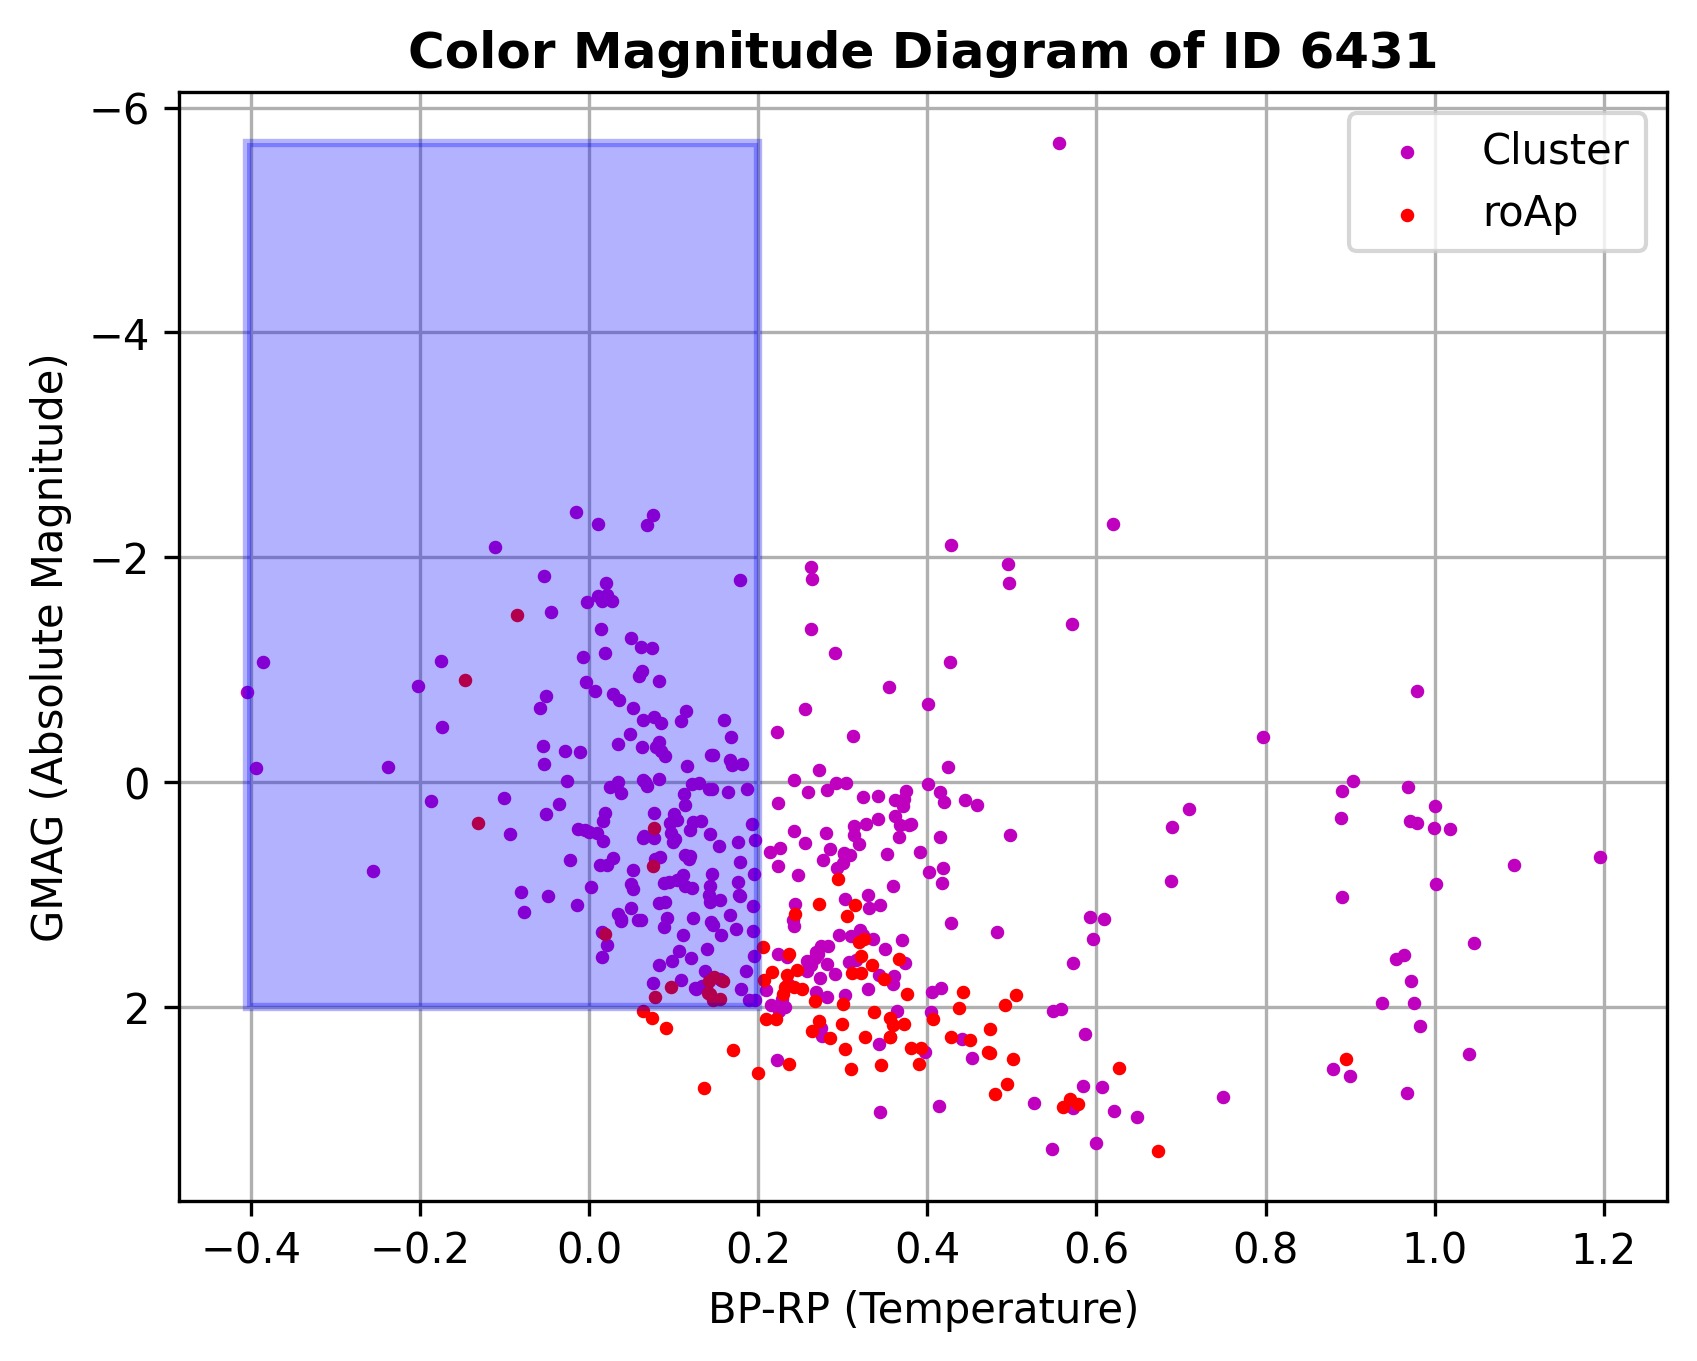 Color Magnitude Diagram of ID 6431
−6
−4
−2
0
2
GMAG (Absolute Magnitude)
Cluster
roAp
−0.4 −0.2 0.0 0.2 0.4 0.6 0.8 1.0 1.2
BP-RP (Temperature)